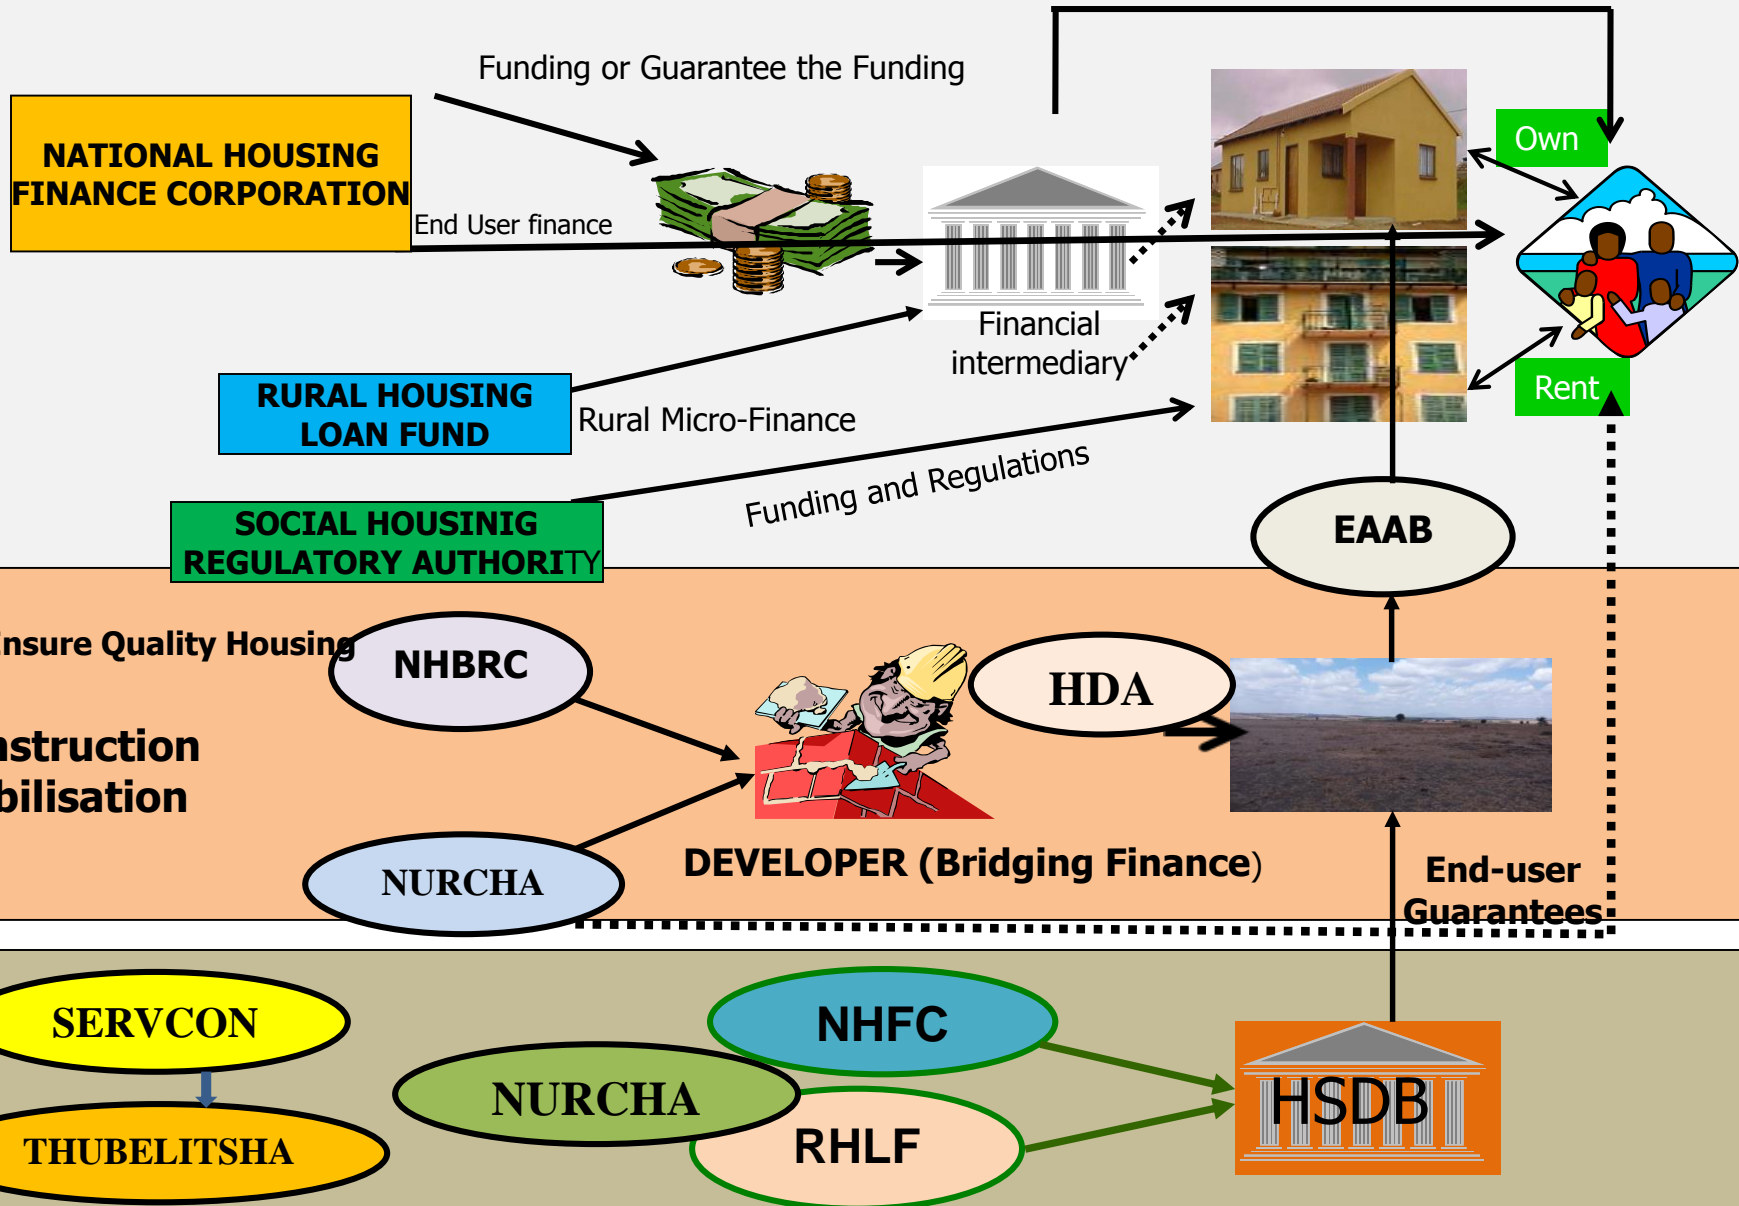 Funding or Guarantee the Funding
NATIONAL HOUSING
FINANCE CORPORATION
End User finance
Own
Financial
intermediary
Rent
RURAL HOUSING
LOAN FUND
Rural Micro-Finance
Funding and Regulations
SOCIAL HOUSINIG
REGULATORY AUTHORITY
EAAB
Ensure Quality Housing
NHBRC
HDA
nstruction
bilisation
NURCHA
DEVELOPER (Bridging Finance)
End-user
Guarantees
SERVCON
NHFC
NURCHA
HSDB
THUBELITSHA
RHLF